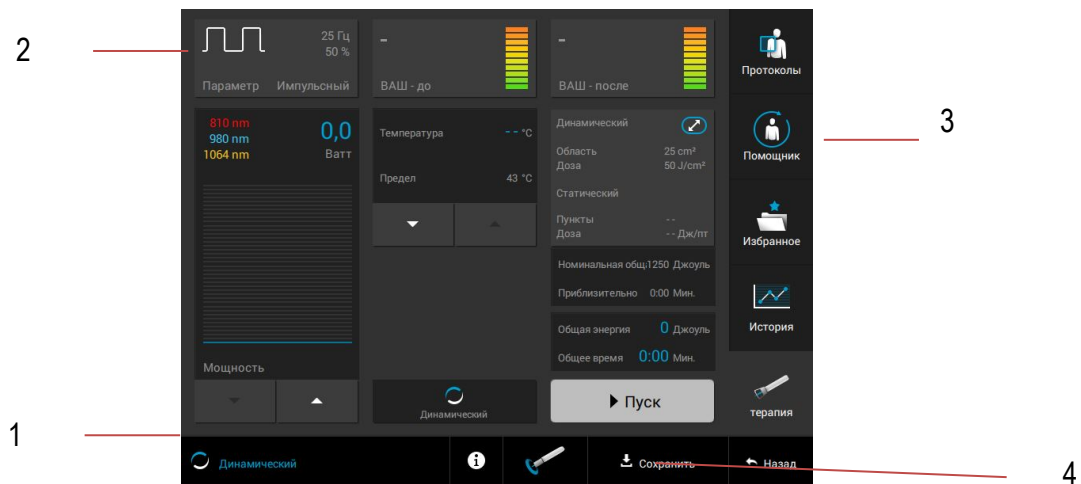 2
25 Гц
50 %
Параметр Импульсный
-
ВАШ - до
-
ВАШ - после
Протоколы
810 nm
980 nm
1064 nm
0,0
Ватт
Мощность
Температура -- °C
Предел 43 °C
Динамический
Область 25 cm²
Доза 50 J/cm²
Статический
Пункты --
Доза -- Дж/пт
Номинальная общ;1250 Джоуль
Приблизительно 0:00 Мин.
Общая энергия 0 Джоуль
Общее время 0:00 Мин.
Помощник
3
Избранное
История
Динамический
Пуск
терапия
1
Динамический
Сохранить
Назад
4